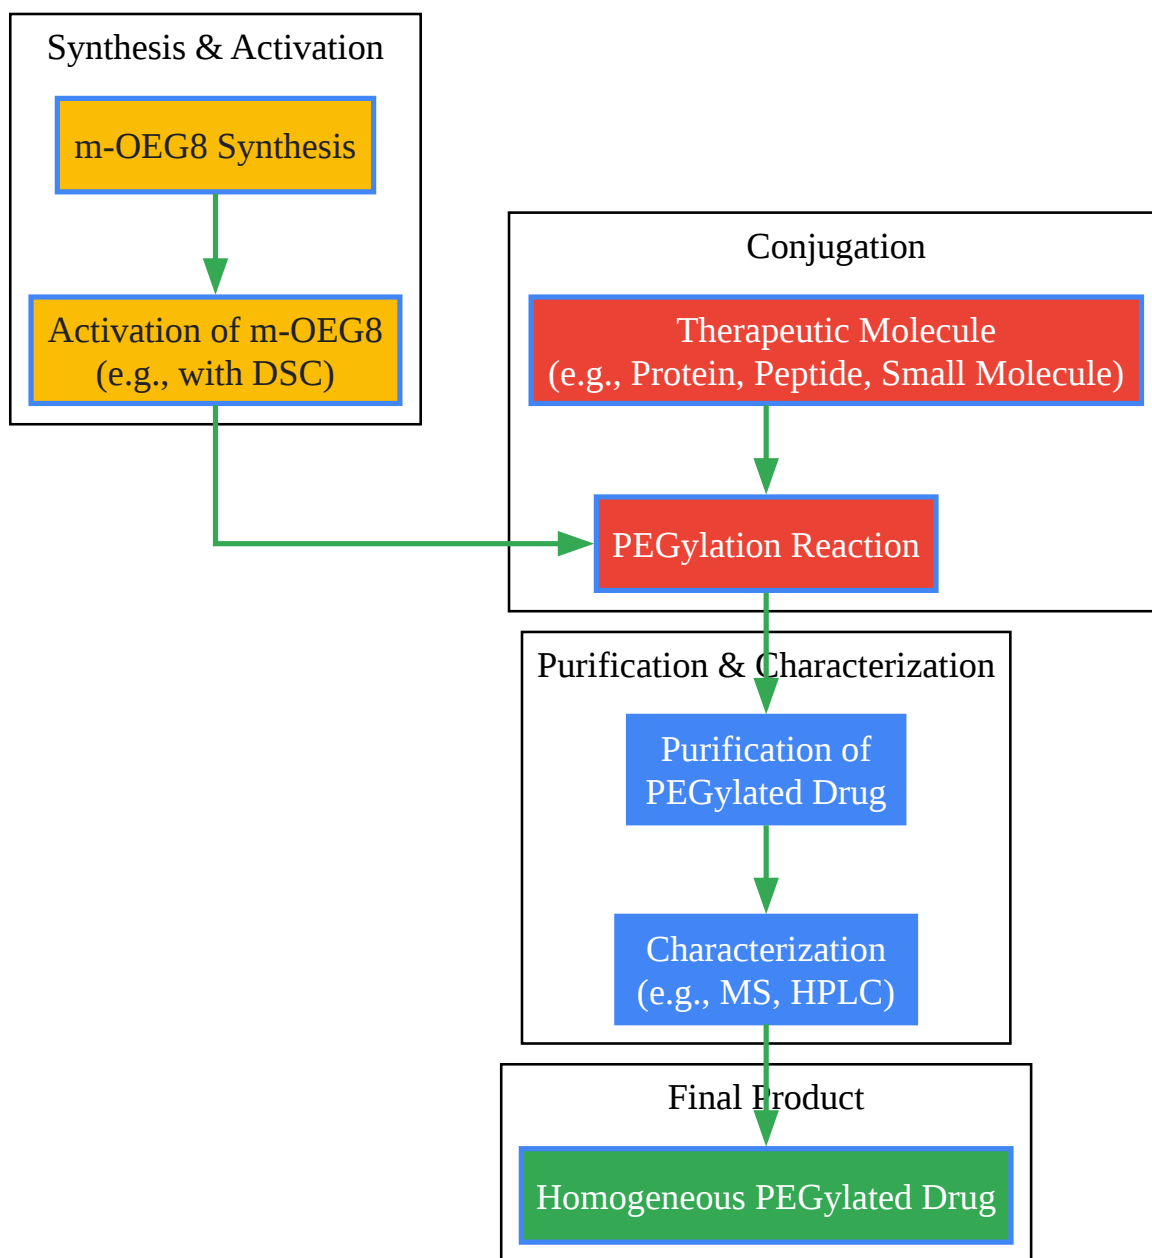 Synthesis & Activation
m-OEG8 Synthesis
Activation of m-OEG8
(e.g., with DSC)
Conjugation
Therapeutic Molecule
(e.g., Protein, Peptide, Small Molecule)
PEGylation Reaction
Purification & Characterization
Purification of
PEGylated Drug
Characterization
(e.g., MS, HPLC)
Final Product
Homogeneous PEGylated Drug